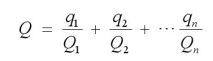 Q = q₁/Q₁ + q₂/Q₂ + ··· qₙ/Qₙ